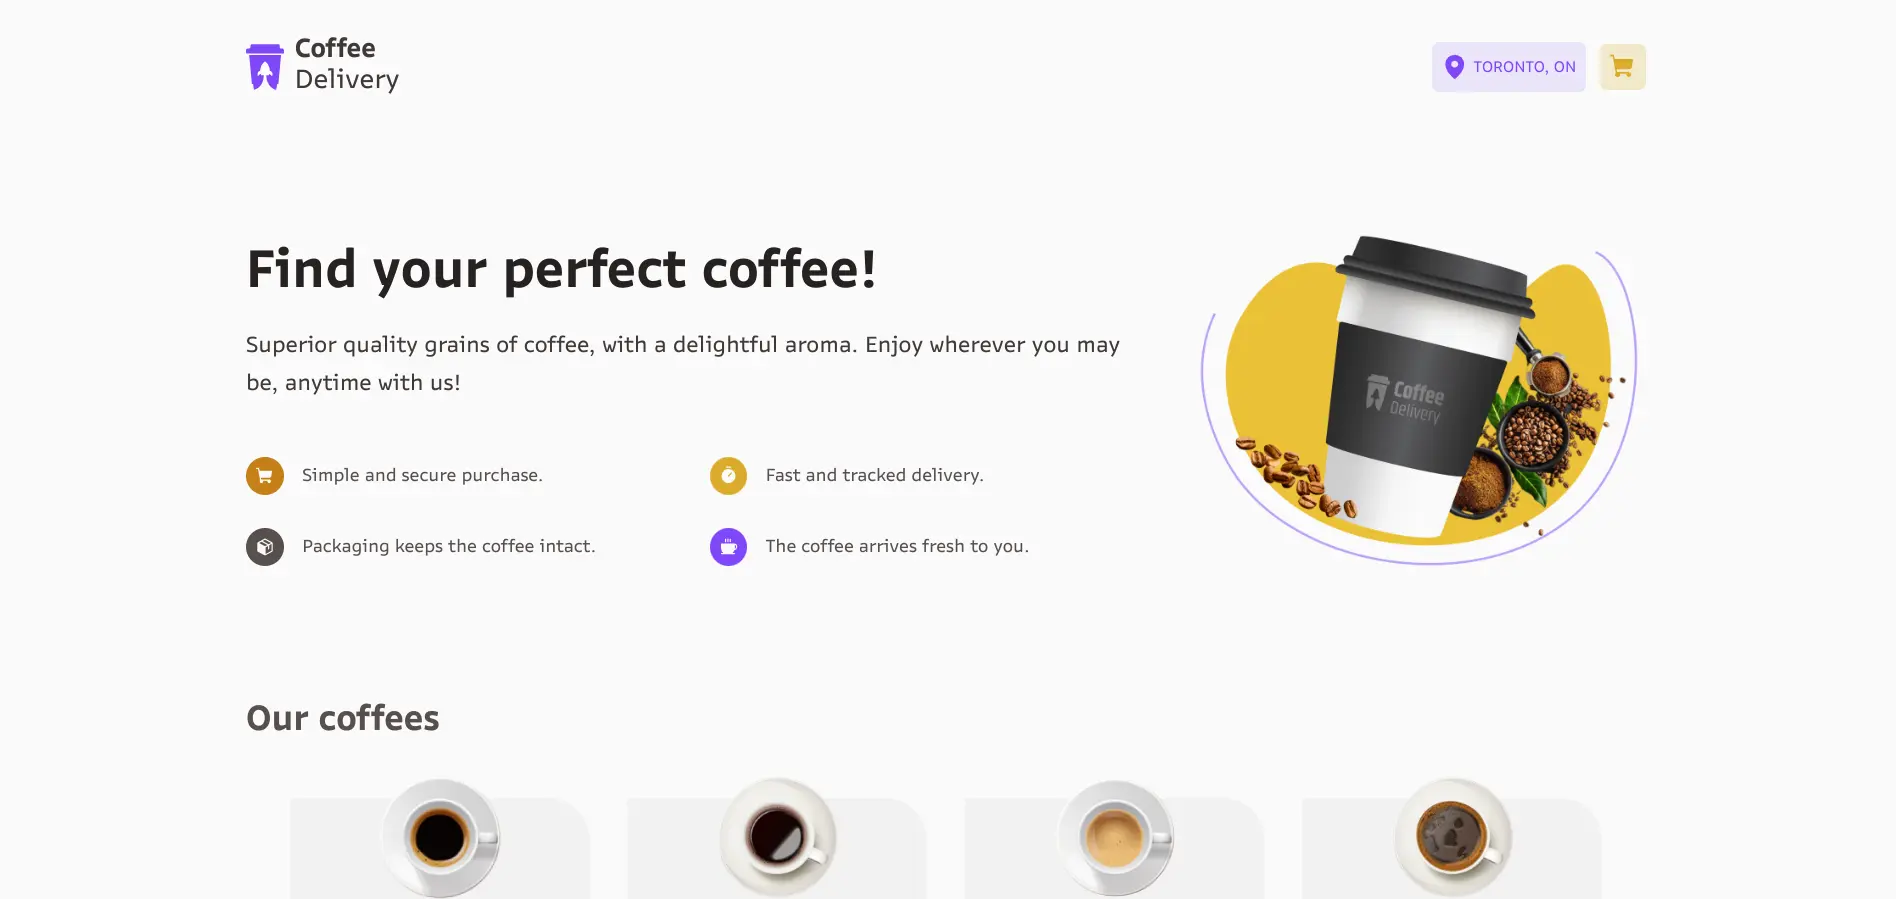 Coffee
Delivery
TORONTO, ON
Find your perfect coffee!
Superior quality grains of coffee, with a delightful aroma. Enjoy wherever you may
be, anytime with us!
Coffee
Delivery
Simple and secure purchase.
Fast and tracked delivery.
Packaging keeps the coffee intact.
The coffee arrives fresh to you.
Our coffees